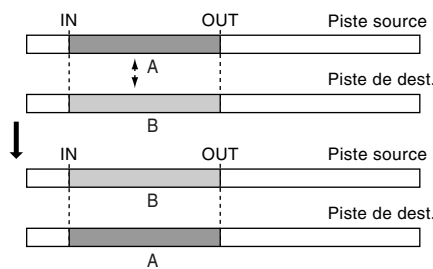 IN OUT Piste source
A
Piste de dest.
B
IN OUT Piste source
B
Piste de dest.
A